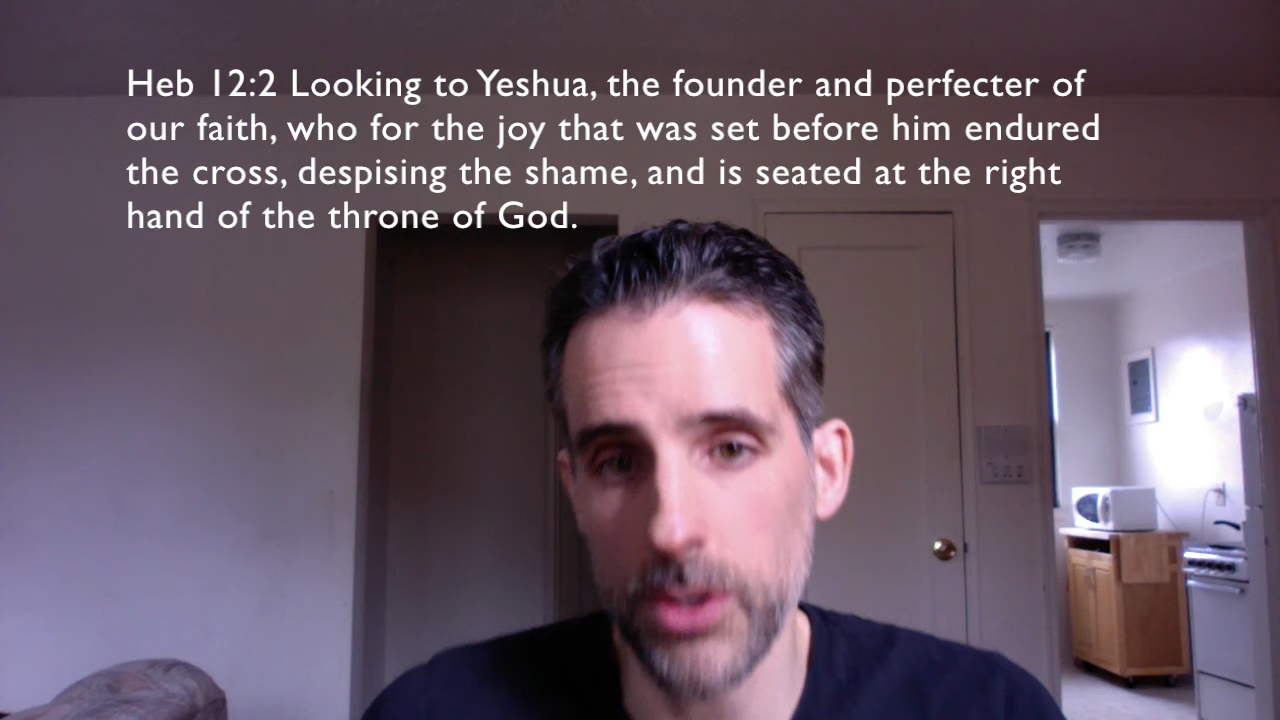 Heb 12:2 Looking to Yeshua, the founder and perfecter of
our faith, who for the joy that was set before him endured
the cross, despising the shame, and is seated at the right
hand of the throne of God.